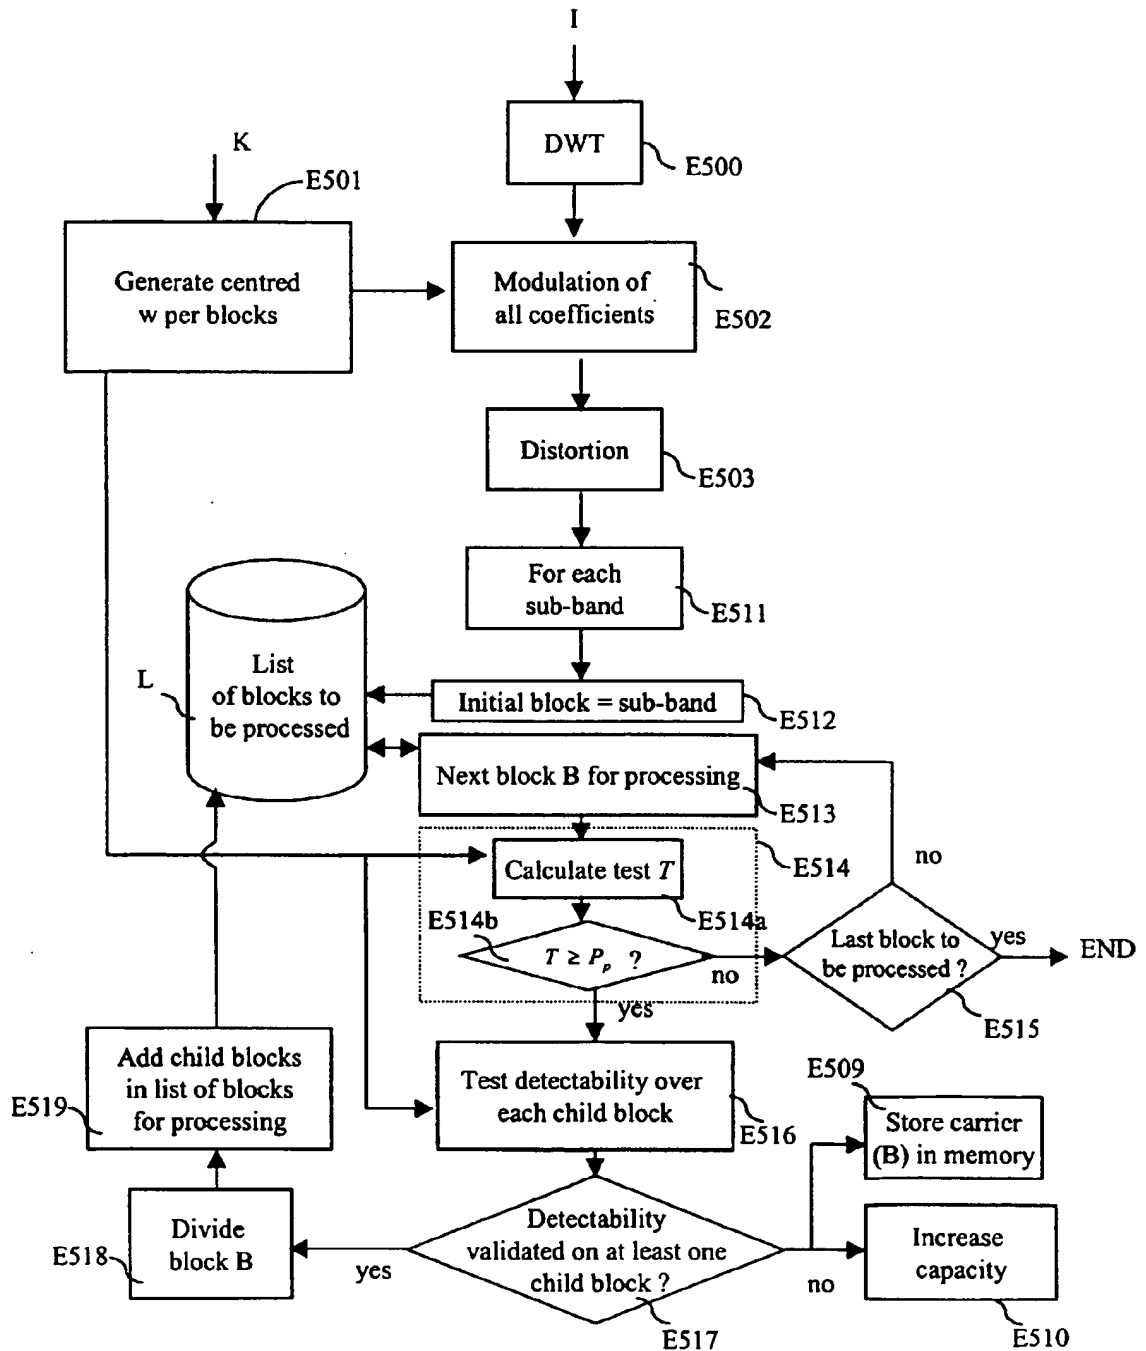 I
DWT
E500
K
E501
Generate centred
w per blocks
Modulation of
all coefficients
E502
Distortion
E503
For each
sub-band
E511
List
of blocks to
be processed
L
Initial block = sub-band
E512
Next block B for processing
E513
Calculate test T
E514
E514a
E514b
T ≥ Pp ?
no
yes
no
Last block to
be processed ?
yes
END
E515
Add child blocks
in list of blocks
for processing
E519
Test detectability over
each child block
E516
E509
Store carrier
(B) in memory
Divide
block B
E518
yes
Detectability
validated on at least one
child block ?
E517
no
Increase
capacity
E510